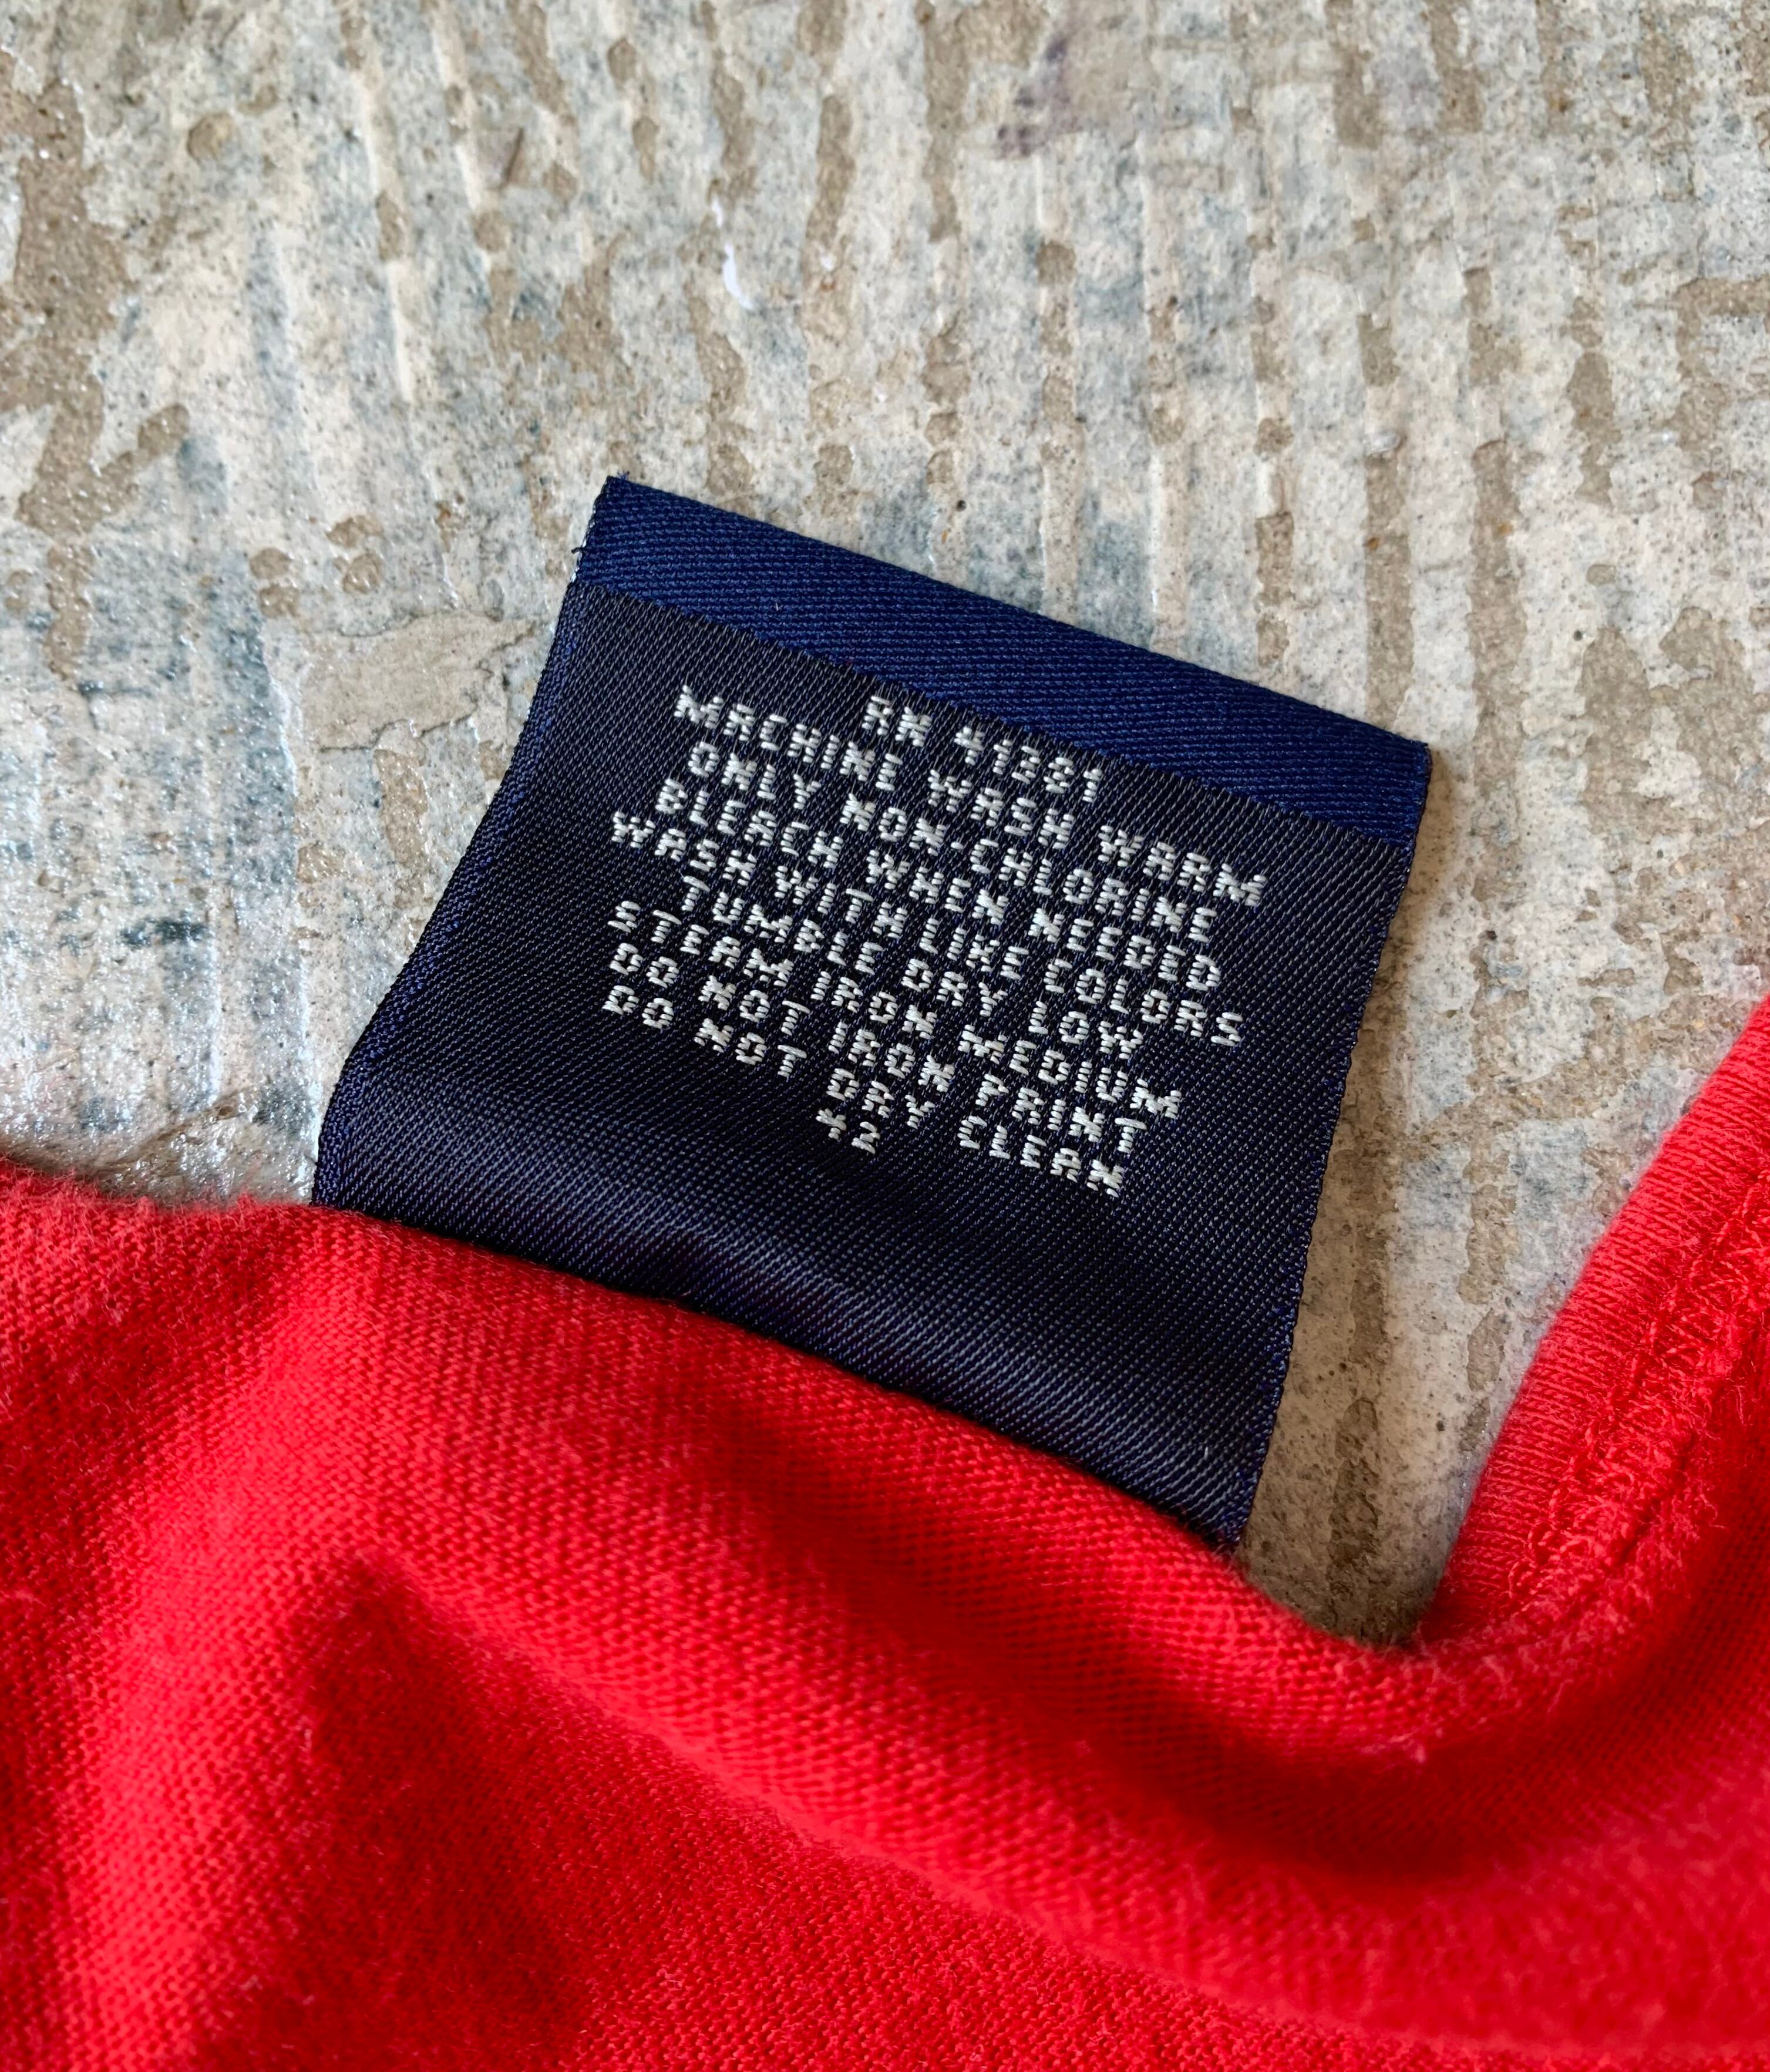 RN 41381
MACHINE WASH WARM
ONLY NON-CHLORINE
BLEACH WHEN NEEDED
WASH WITH LIKE COLORS
TUMBLE DRY LOW
STEAM IRON MEDIUM
DO NOT IRON PRINT
DO NOT DRY CLEAN
X2